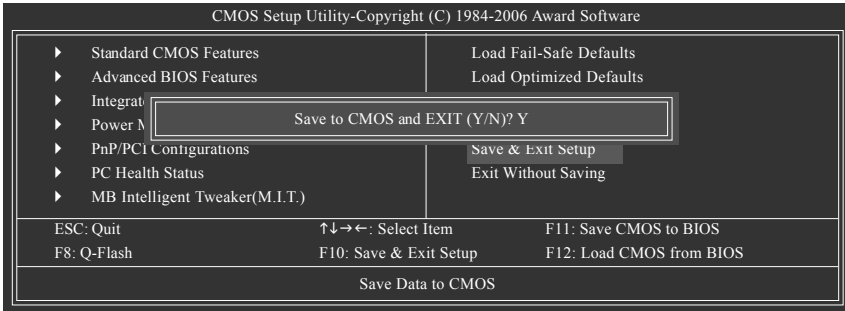 CMOS Setup Utility-Copyright (C) 1984-2006 Award Software
Standard CMOS Features
Advanced BIOS Features
Power
PnP/PCI Configurations
PC Health Status
MB Intelligent Tweaker(M.I.T.)
Load Fail-Safe Defaults
Load Optimized Defaults
Save to CMOS and EXIT (Y/N)? Y
Save & Exit Setup
Exit Without Saving
ESC: Quit
↑↓→←: Select Item
F11: Save CMOS to BIOS
F8: Q-Flash
F10: Save & Exit Setup
F12: Load CMOS from BIOS
Save Data to CMOS